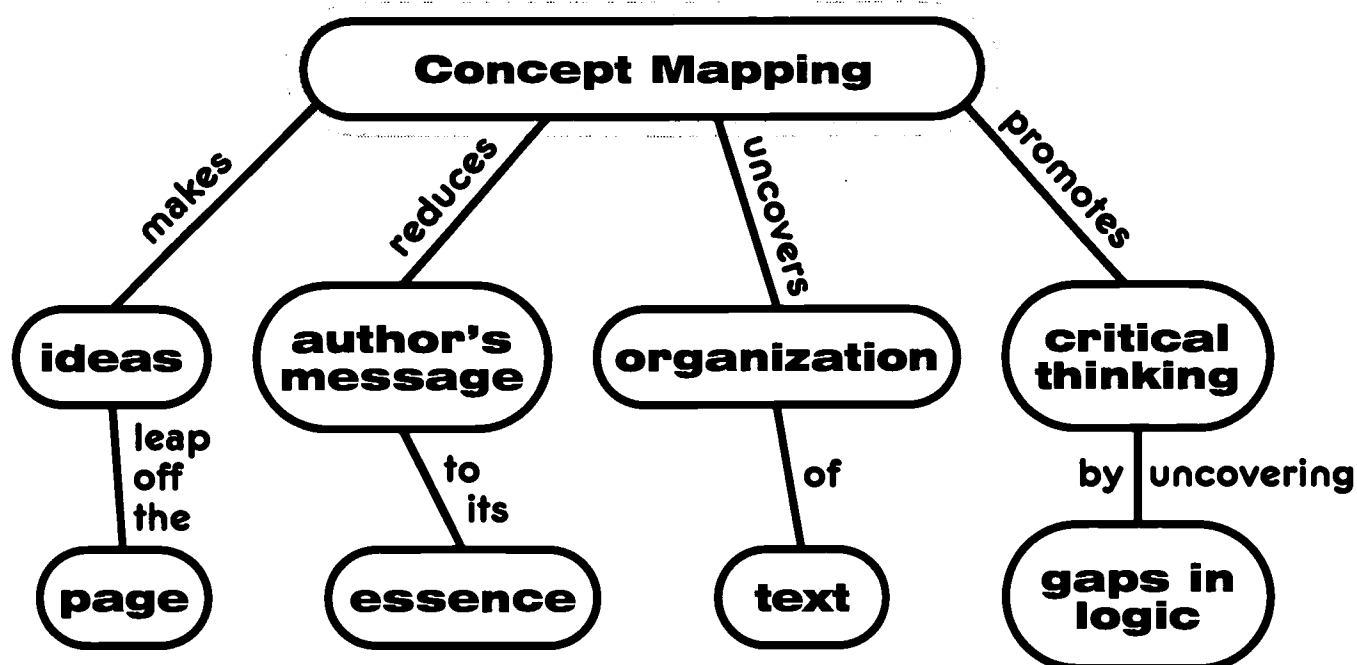 Concept Mapping
makes
reduces
uncovers
promotes
ideas
author's
message
organization
critical
thinking
leap
off
the
to
its
of
by uncovering
page
essence
text
gaps in
logic